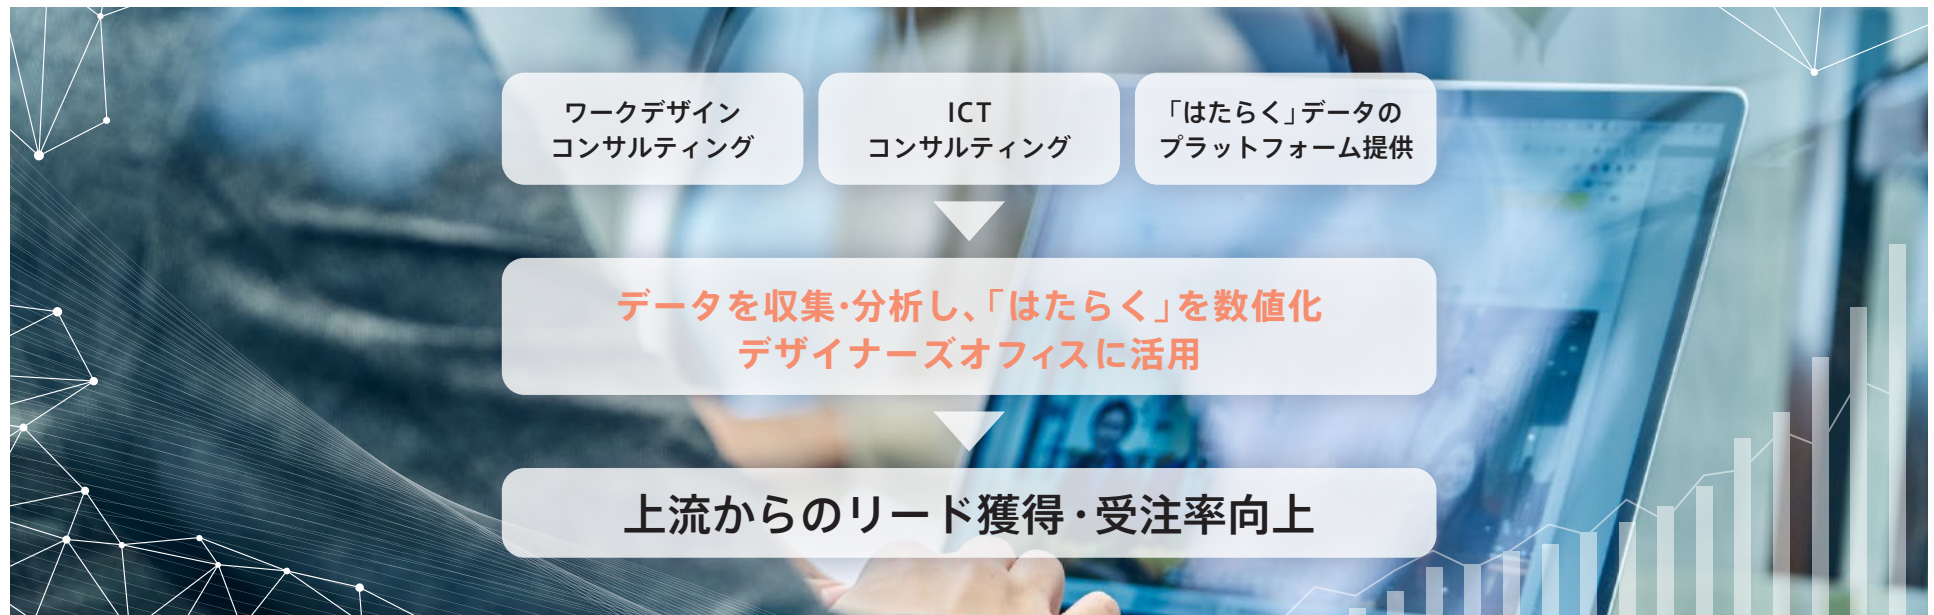 ワークデザイン
コンサルティング
ICT
コンサルティング
「はたらく」データの
プラットフォーム提供
データを収集・分析し、「はたらく」を数値化
デザイナーズオフィスに活用
上流からのリード獲得・受注率向上